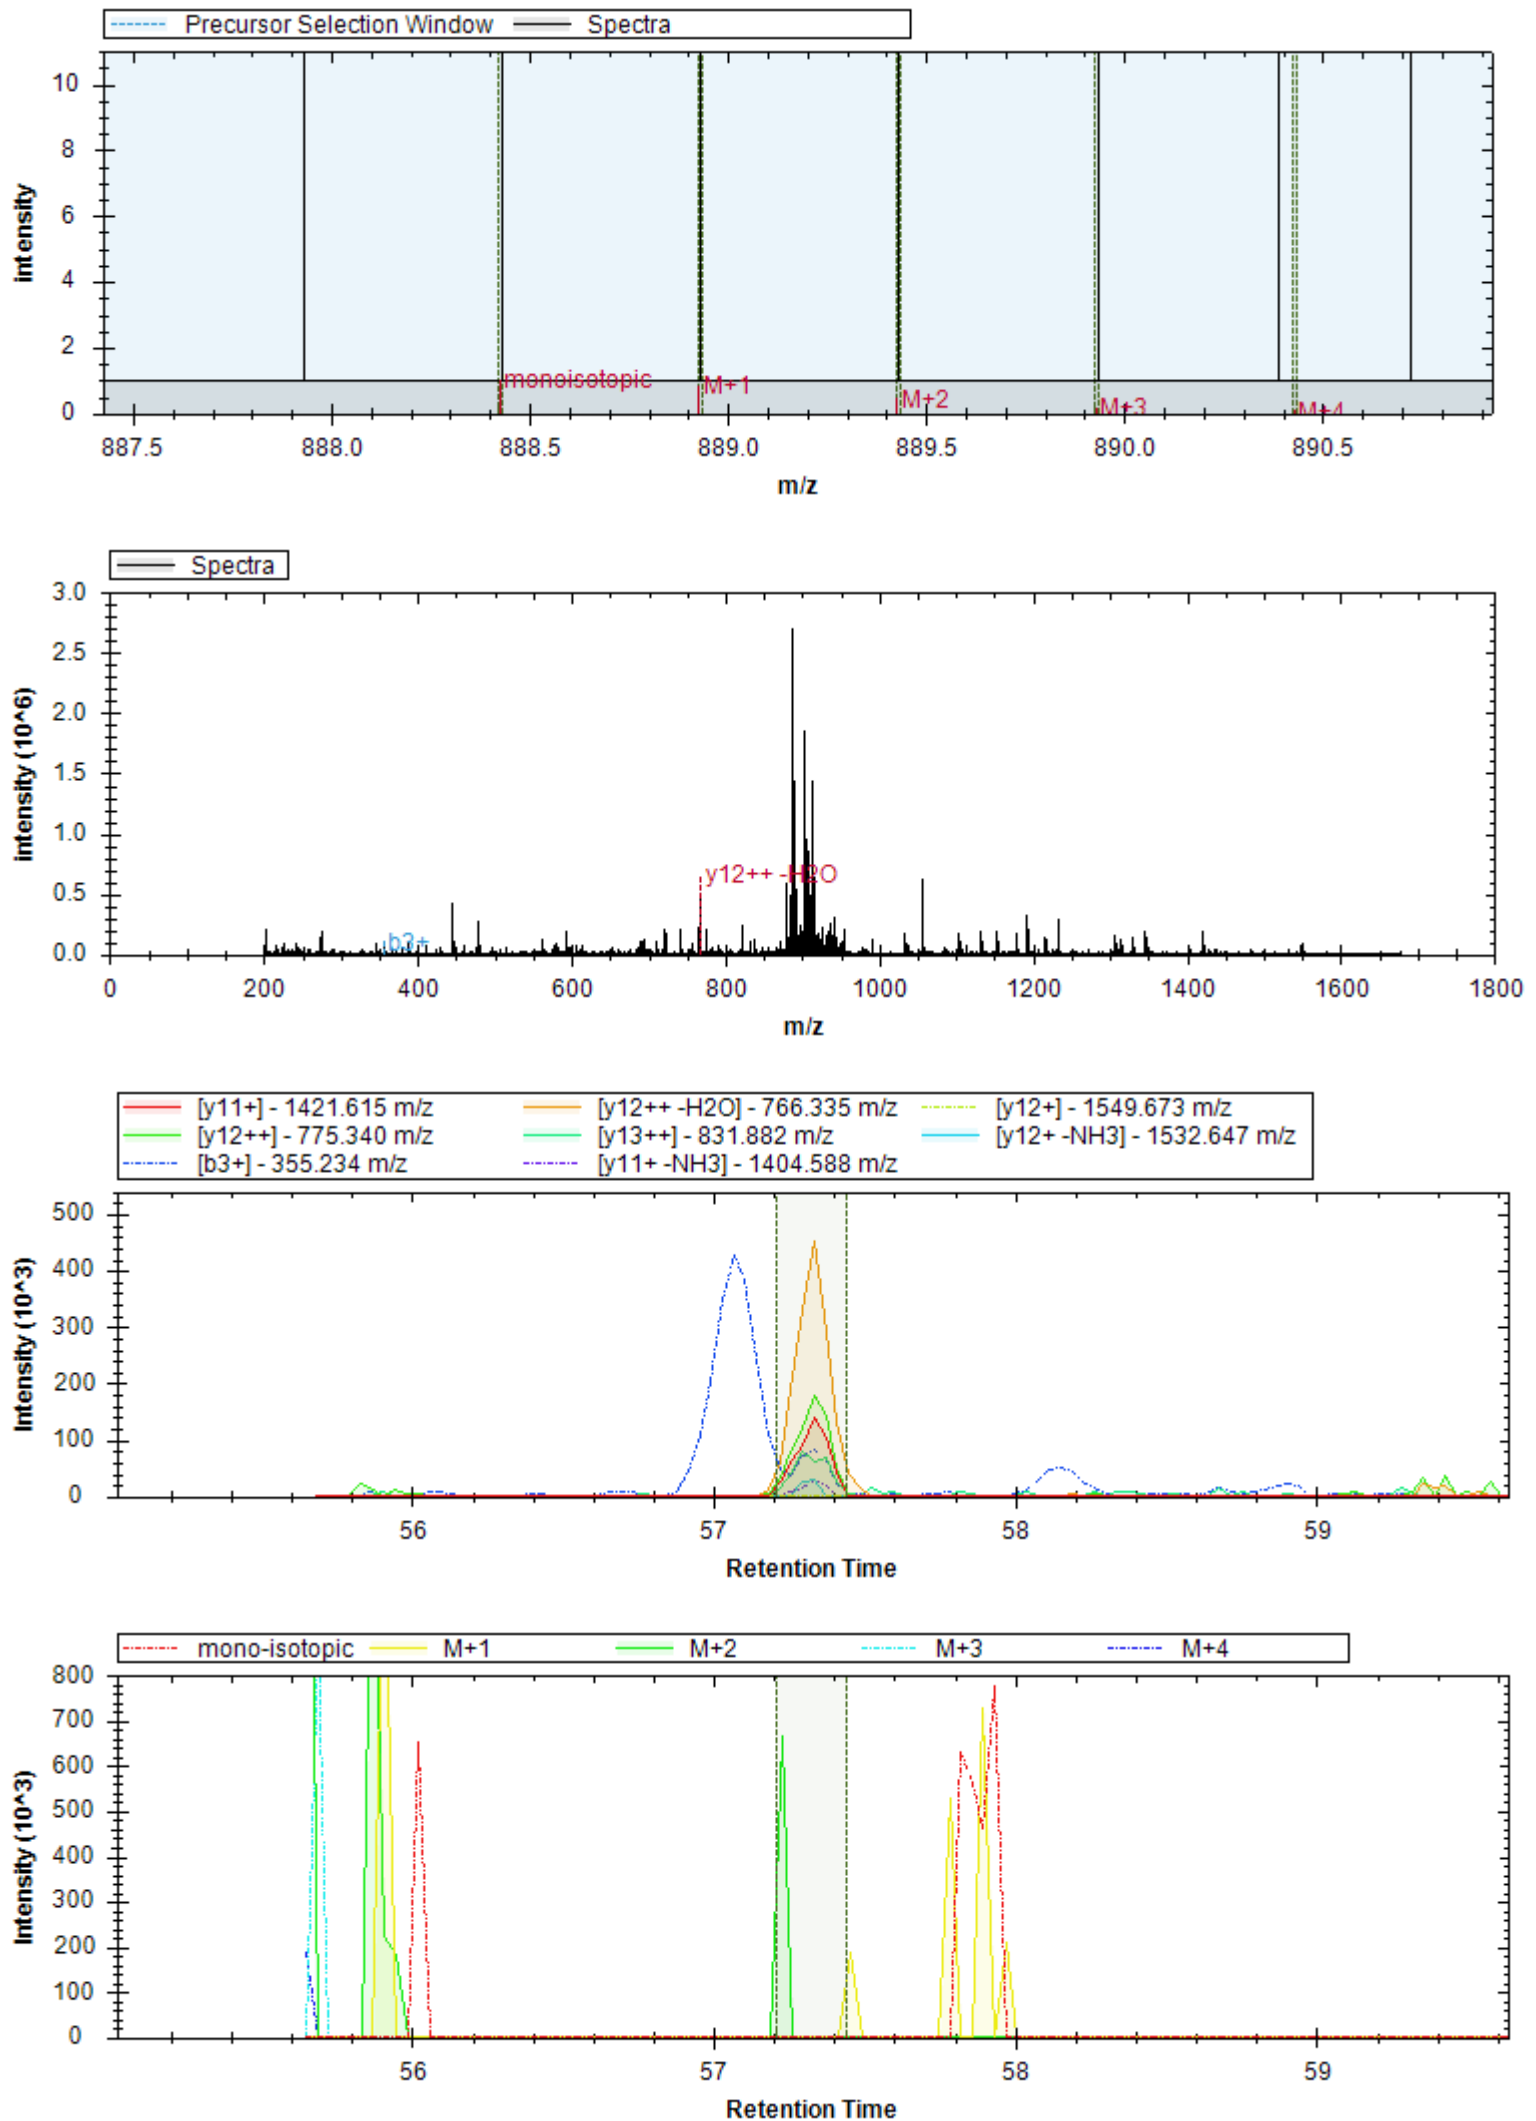 Precursor Selection Window Spectra
intensity
10
8
6
4
2
0
monoisotopic M+1 M+2 M+3 M+4
887.5 888.0 888.5 889.0 889.5 890.0 890.5
m/z
Spectra
intensity (10^6)
3.0
2.5
2.0
1.5
1.0
0.5
0.0
y12++ -H2O
b3+
0 200 400 600 800 1000 1200 1400 1600 1800
m/z
[y11+] - 1421.615 m/z [y12++ -H2O] - 766.335 m/z [y12+] - 1549.673 m/z
[y12++] - 775.340 m/z [y13++] - 831.882 m/z [y12+ -NH3] - 1532.647 m/z
[b3+] - 355.234 m/z [y11+ -NH3] - 1404.588 m/z
Intensity (10^3)
500
400
300
200
100
0
56 57 58 59
Retention Time
mono-isotopic M+1 M+2 M+3 M+4
Intensity (10^3)
800
700
600
500
400
300
200
100
0
56 57 58 59
Retention Time